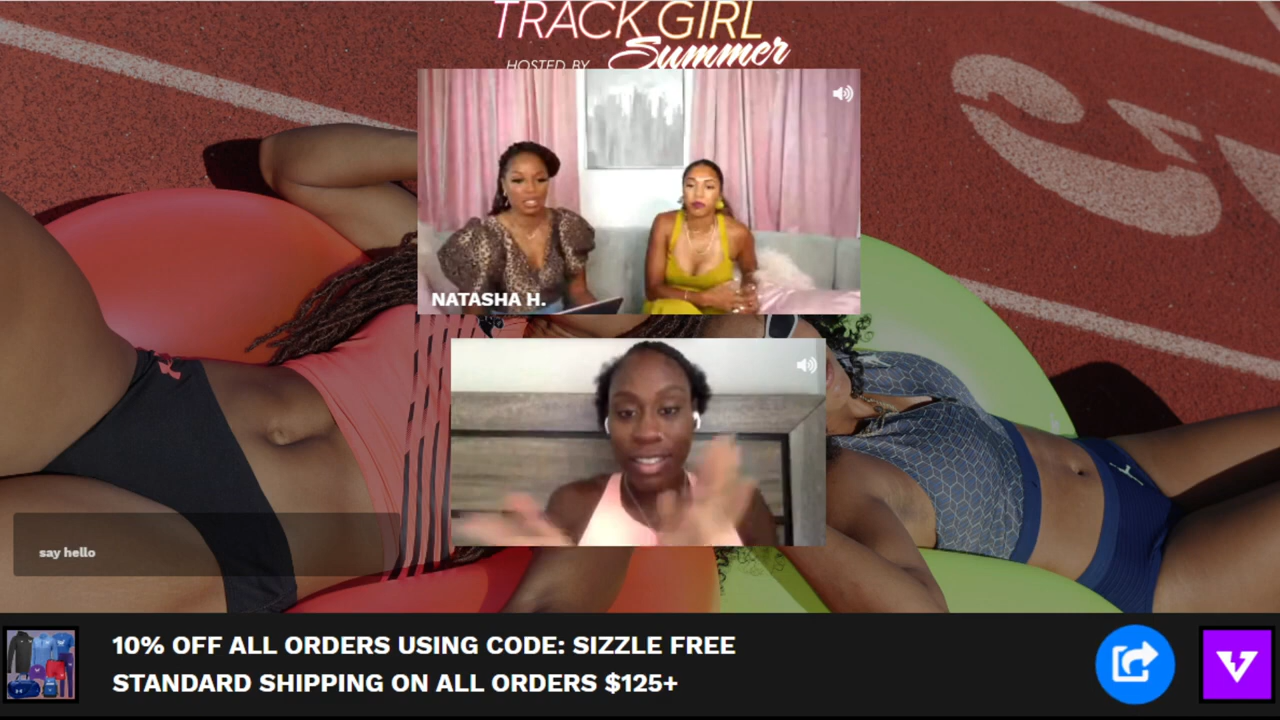 TRACK GIRL
Summer
HOSTED BY
NATASHA H.
say hello
10% OFF ALL ORDERS USING CODE: SIZZLE FREE
STANDARD SHIPPING ON ALL ORDERS $125+